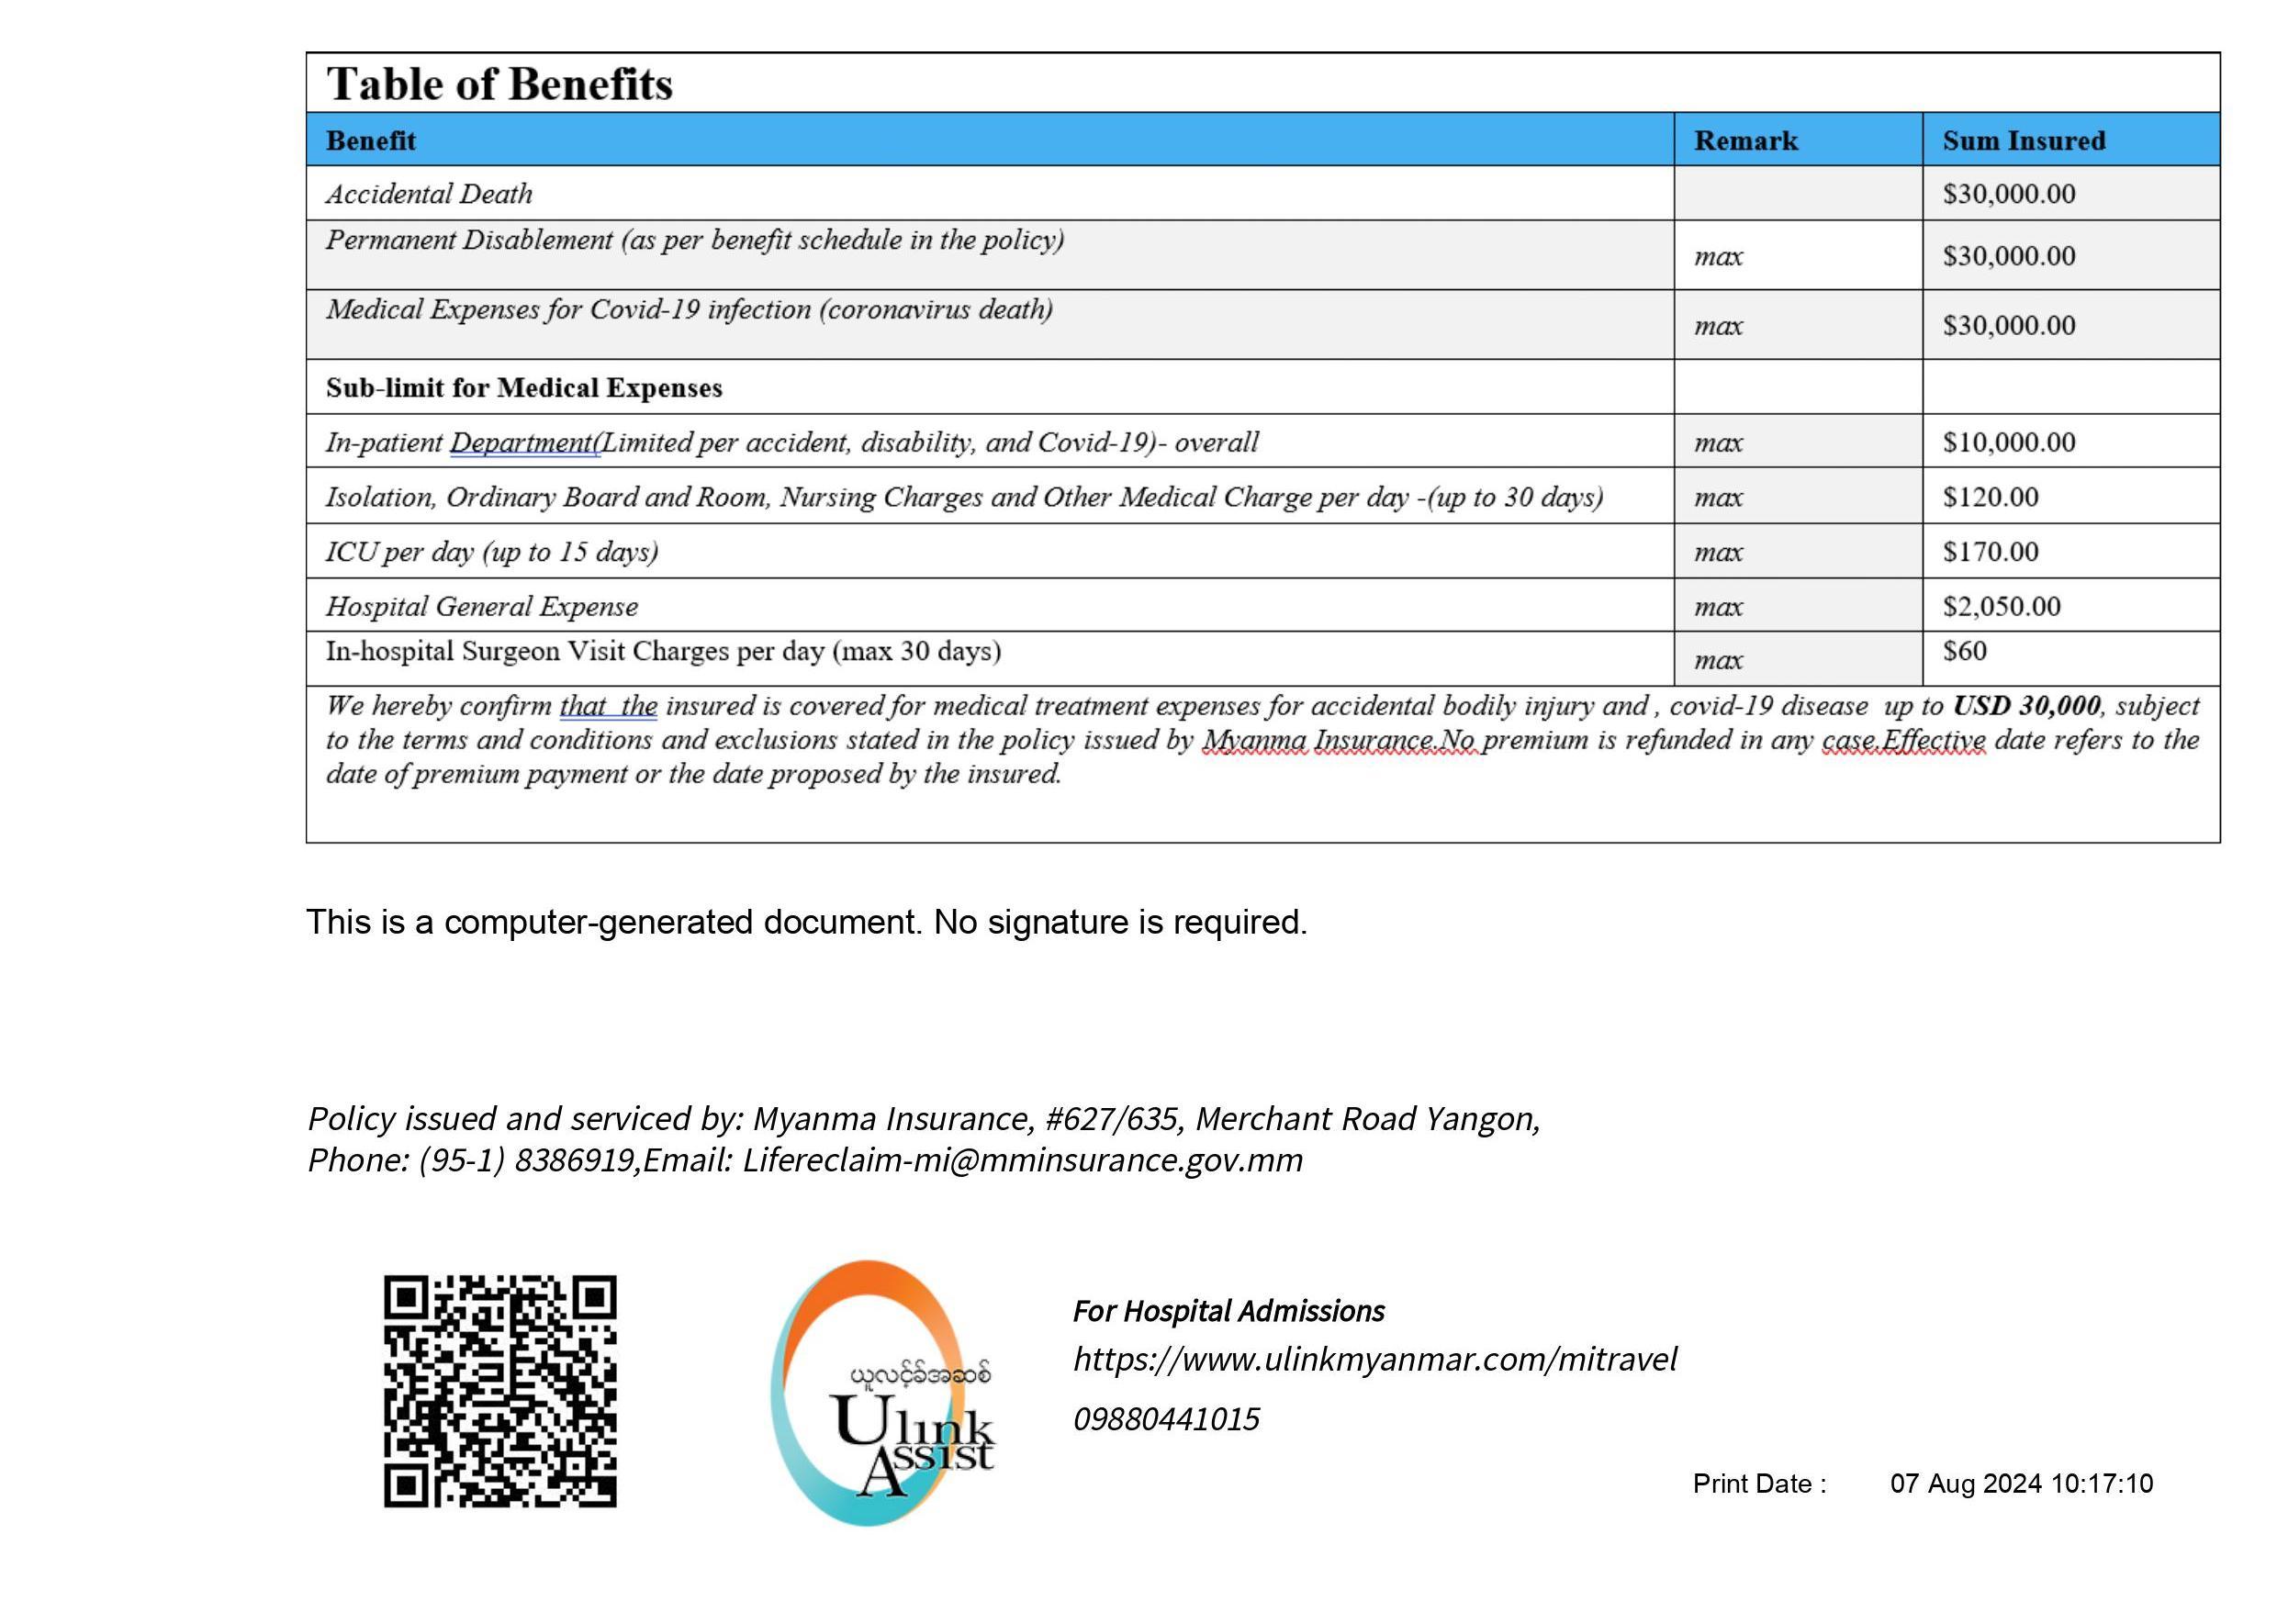 Table of Benefits
Benefit Remark Sum Insured
Accidental Death $30,000.00
Permanent Disablement (as per benefit schedule in the policy) max $30,000.00
Medical Expenses for Covid-19 infection (coronavirus death) max $30,000.00
Sub-limit for Medical Expenses
In-patient Department(Limited per accident, disability, and Covid-19)- overall max $10,000.00
Isolation, Ordinary Board and Room, Nursing Charges and Other Medical Charge per day -(up to 30 days) max $120.00
ICU per day (up to 15 days) max $170.00
Hospital General Expense max $2,050.00
In-hospital Surgeon Visit Charges per day (max 30 days) max $60
We hereby confirm that the insured is covered for medical treatment expenses for accidental bodily injury and , covid-19 disease up to USD 30,000, subject
to the terms and conditions and exclusions stated in the policy issued by Myanma Insurance.No premium is refunded in any case.Effective date refers to the
date of premium payment or the date proposed by the insured.
This is a computer-generated document. No signature is required.
Policy issued and serviced by: Myanma Insurance, #627/635, Merchant Road Yangon,
Phone: (95-1) 8386919,Email: Lifereclaim-mi@mminsurance.gov.mm
ယူလင့်ခ်အဆစ်
Ulink
Assist
For Hospital Admissions
https://www.ulinkmyanmar.com/mitravel
09880441015
Print Date : 07 Aug 2024 10:17:10